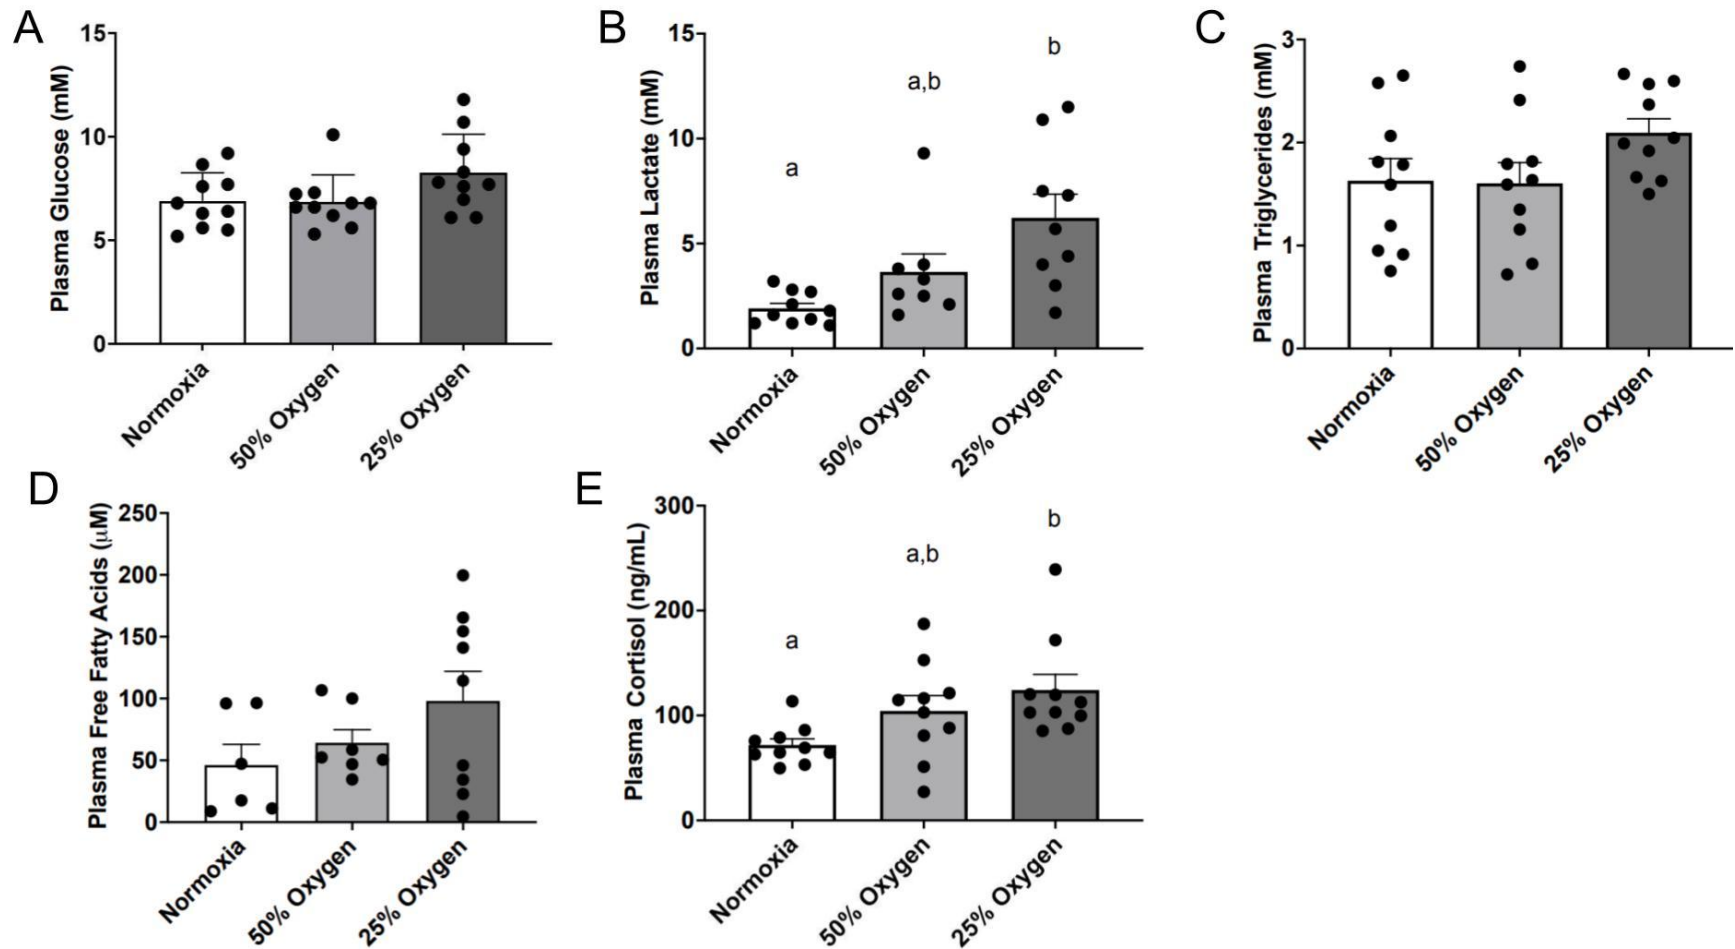 A
Plasma Glucose (mM)
15
10
5
0
Normoxia
50% Oxygen
25% Oxygen
B
Plasma Lactate (mM)
15
10
5
0
a
a,b
b
Normoxia
50% Oxygen
25% Oxygen
C
Plasma Triglycerides (mM)
3
2
1
0
Normoxia
50% Oxygen
25% Oxygen
D
Plasma Free Fatty Acids (μM)
250
200
150
100
50
0
Normoxia
50% Oxygen
25% Oxygen
E
Plasma Cortisol (ng/mL)
300
200
100
0
a
a,b
b
Normoxia
50% Oxygen
25% Oxygen